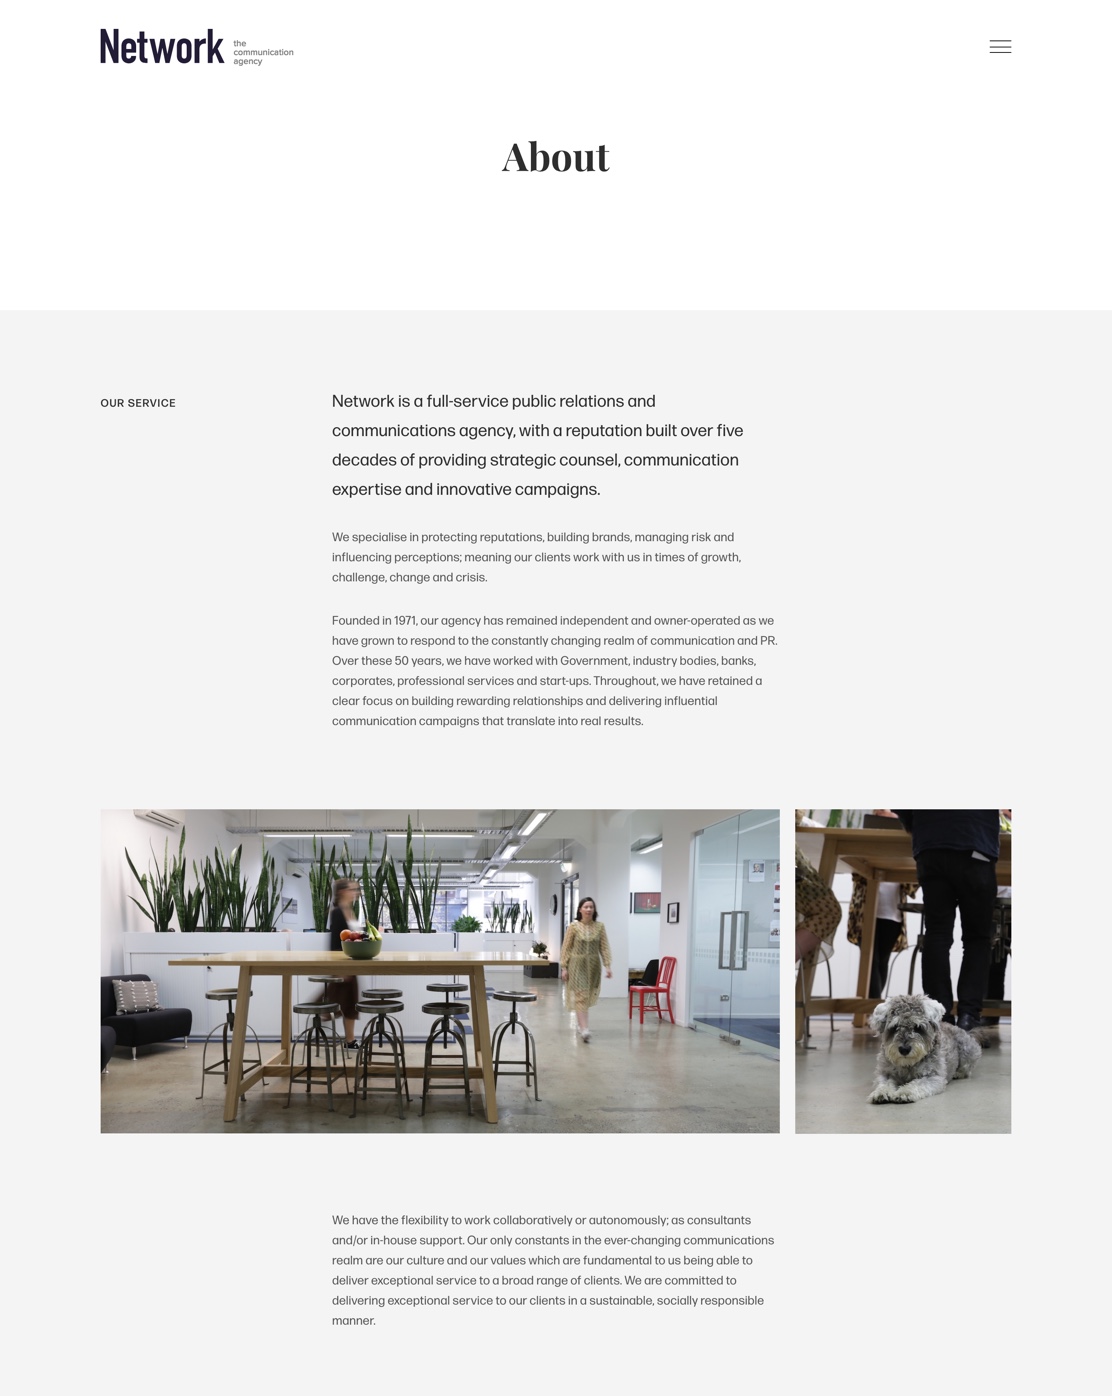 Network
the
communication
agency
About
OUR SERVICE
Network is a full-service public relations and
communications agency, with a reputation built over five
decades of providing strategic counsel, communication
expertise and innovative campaigns.
We specialise in protecting reputations, building brands, managing risk and
influencing perceptions; meaning our clients work with us in times of growth,
challenge, change and crisis.
Founded in 1971, our agency has remained independent and owner-operated as we
have grown to respond to the constantly changing realm of communication and PR.
Over these 50 years, we have worked with Government, industry bodies, banks,
corporates, professional services and start-ups. Throughout, we have retained a
clear focus on building rewarding relationships and delivering influential
communication campaigns that translate into real results.
We have the flexibility to work collaboratively or autonomously; as consultants
and/or in-house support. Our only constants in the ever-changing communications
realm are our culture and our values which are fundamental to us being able to
deliver exceptional service to a broad range of clients. We are committed to
delivering exceptional service to our clients in a sustainable, socially responsible
manner.